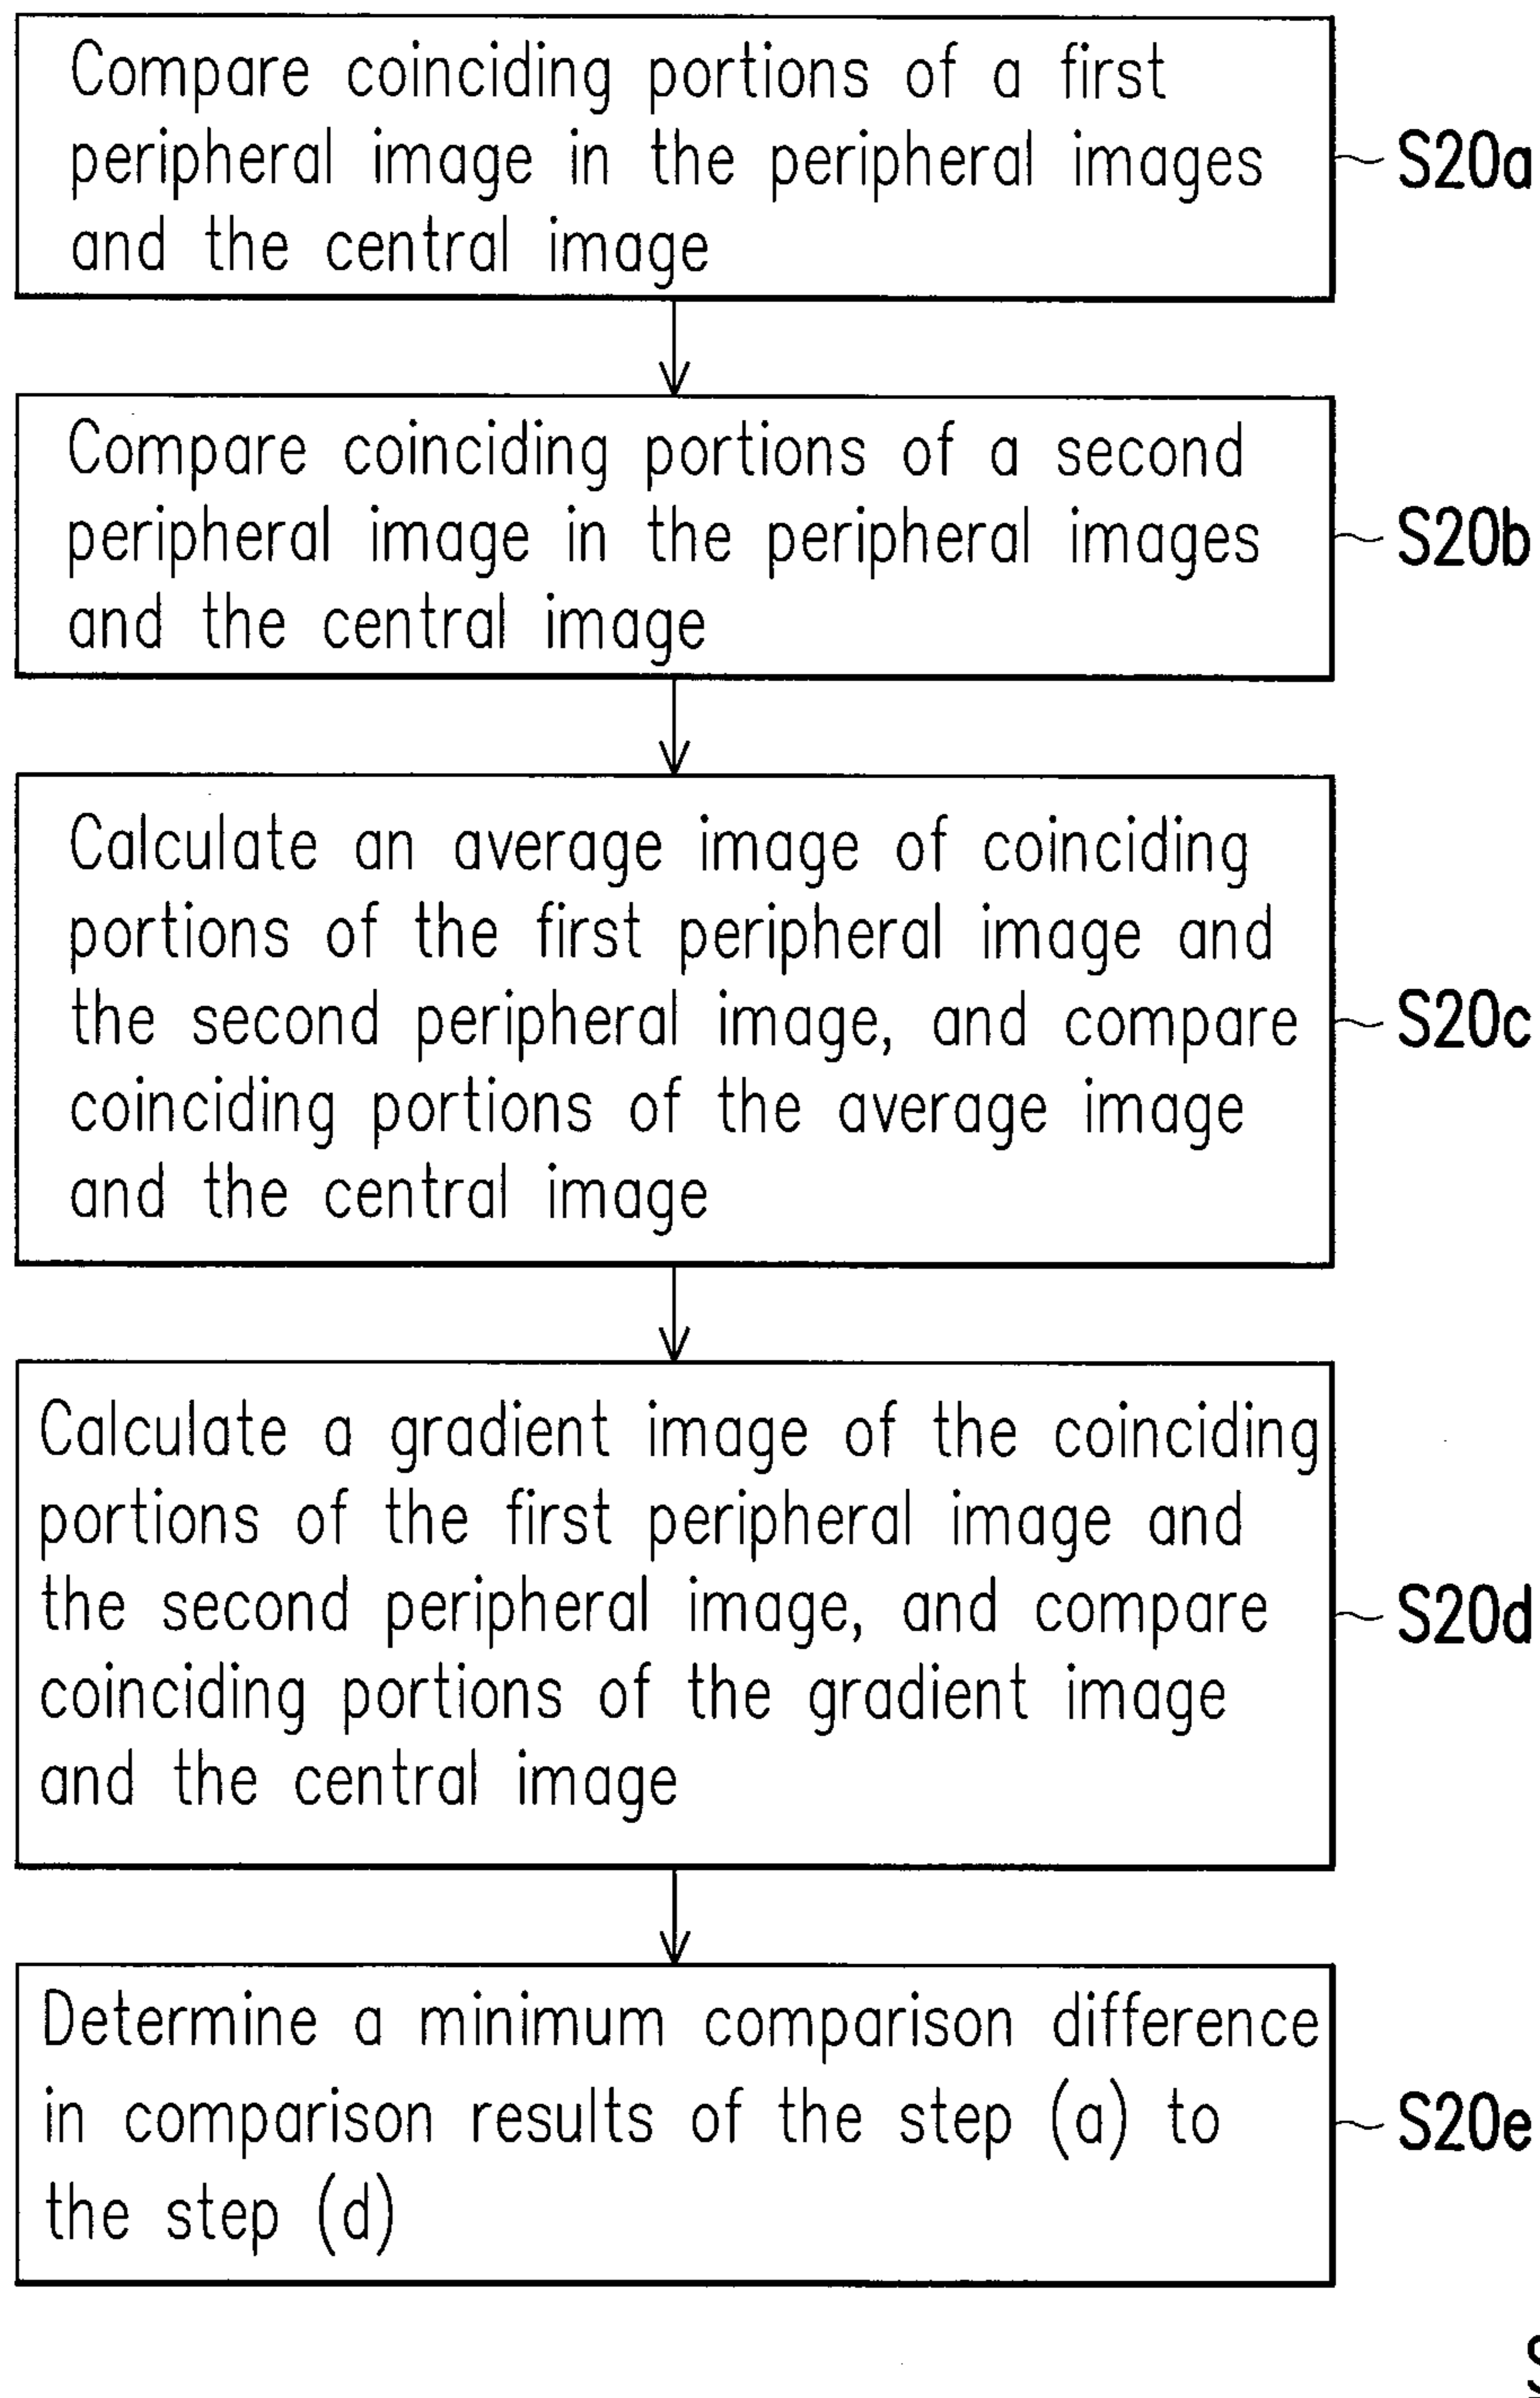 Compare coinciding portions of a first
peripheral image in the peripheral images
and the central image
S20a
Compare coinciding portions of a second
peripheral image in the peripheral images
and the central image
S20b
Calculate an average image of coinciding
portions of the first peripheral image and
the second peripheral image, and compare
coinciding portions of the average image
and the central image
S20c
Calculate a gradient image of the coinciding
portions of the first peripheral image and
the second peripheral image, and compare
coinciding portions of the gradient image
and the central image
S20d
Determine a minimum comparison difference
in comparison results of the step (a) to
the step (d)
S20e